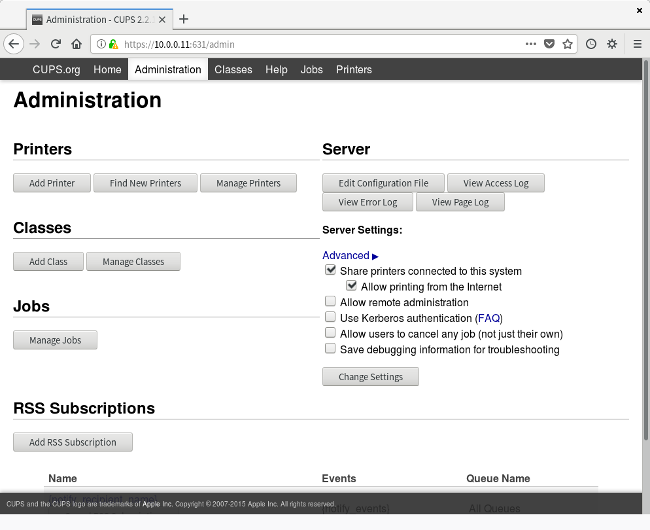 Administration - CUPS 2.2.
https://10.0.0.11:631/admin
CUPS.org Home Administration Classes Help Jobs Printers
Administration
Printers
Add Printer Find New Printers Manage Printers
Classes
Add Class Manage Classes
Jobs
Manage Jobs
Server
Edit Configuration File View Access Log
View Error Log View Page Log
Server Settings:
Advanced ▶
Share printers connected to this system
Allow printing from the Internet
Allow remote administration
Use Kerberos authentication (FAQ)
Allow users to cancel any job (not just their own)
Save debugging information for troubleshooting
Change Settings
RSS Subscriptions
Add RSS Subscription
Name Events Queue Name
{notify_events} All Queues
CUPS and the CUPS logo are trademarks of Apple Inc. Copyright © 2007-2015 Apple Inc. All rights reserved.